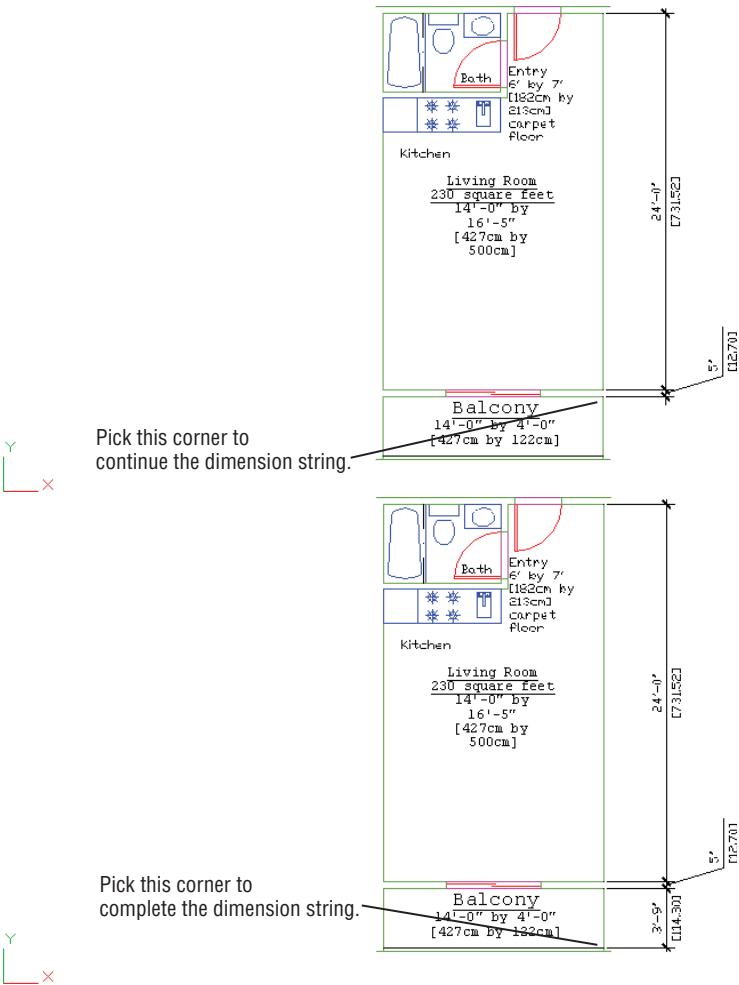 Bath
Entry
6' by 7'
[182cm by
213cm]
carpet
floor
Kitchen
Living Room
230 square feet
14'-0" by
16'-5"
[427cm by
500cm]
24'-0"
[731.52]
5"
[12.70]
Balcony
14'-0" by 4'-0"
[427cm by 122cm]
Pick this corner to
continue the dimension string.
Y
X
Bath
Entry
6' by 7'
[182cm by
213cm]
carpet
floor
Kitchen
Living Room
230 square feet
14'-0" by
16'-5"
[427cm by
500cm]
24'-0"
[731.52]
5"
[12.70]
Balcony
14'-0" by 4'-0"
[427cm by 122cm]
3'-9"
[114.30]
Pick this corner to
complete the dimension string.
Y
X